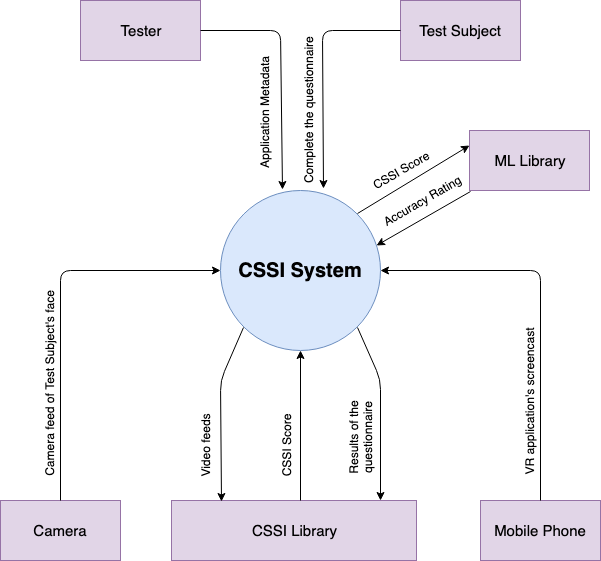 Tester
Test Subject
Application Metadata
Complete the questionnaire
CSSI Score
ML Library
Accuracy Rating
CSSI System
Camera feed of Test Subject's face
VR application's screencast
Video feeds
CSSI Score
Results of the
questionnaire
Camera
CSSI Library
Mobile Phone